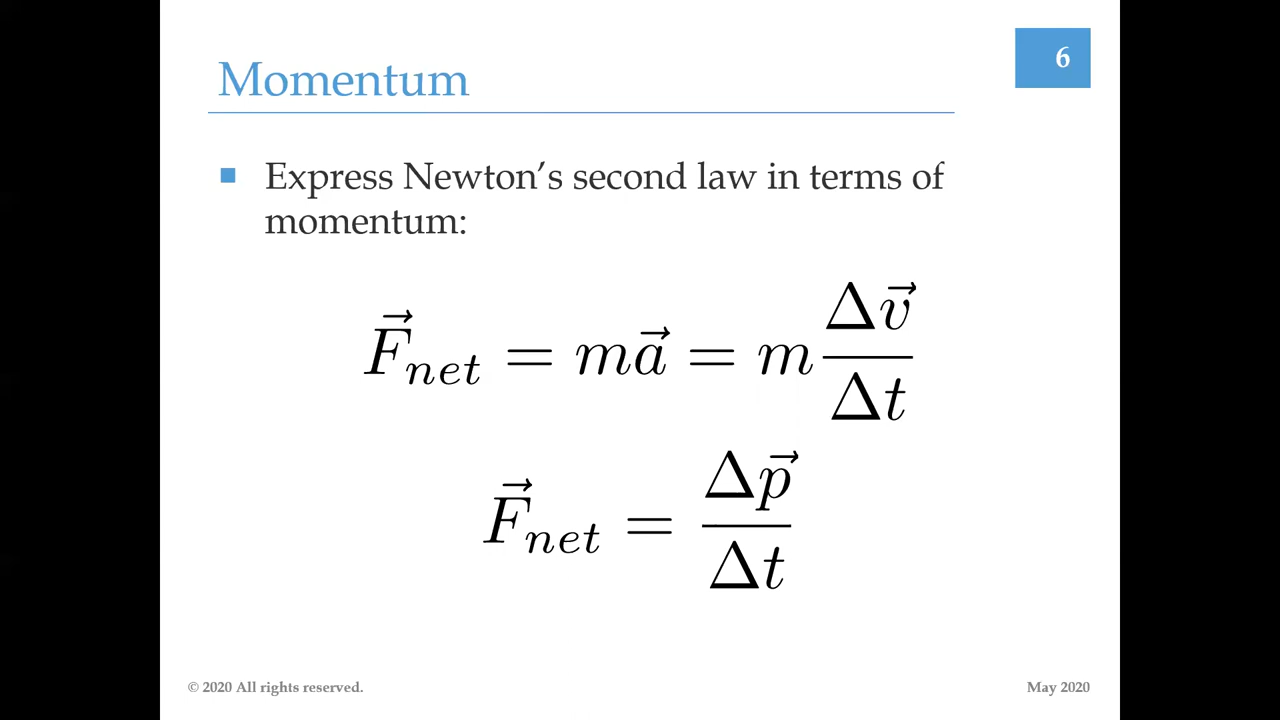 Momentum
6
Express Newton’s second law in terms of
momentum:
$\vec{F}_{net} = m\vec{a} = m\frac{\Delta \vec{v}}{\Delta t}$
$\vec{F}_{net} = \frac{\Delta \vec{p}}{\Delta t}$
© 2020 All rights reserved.
May 2020